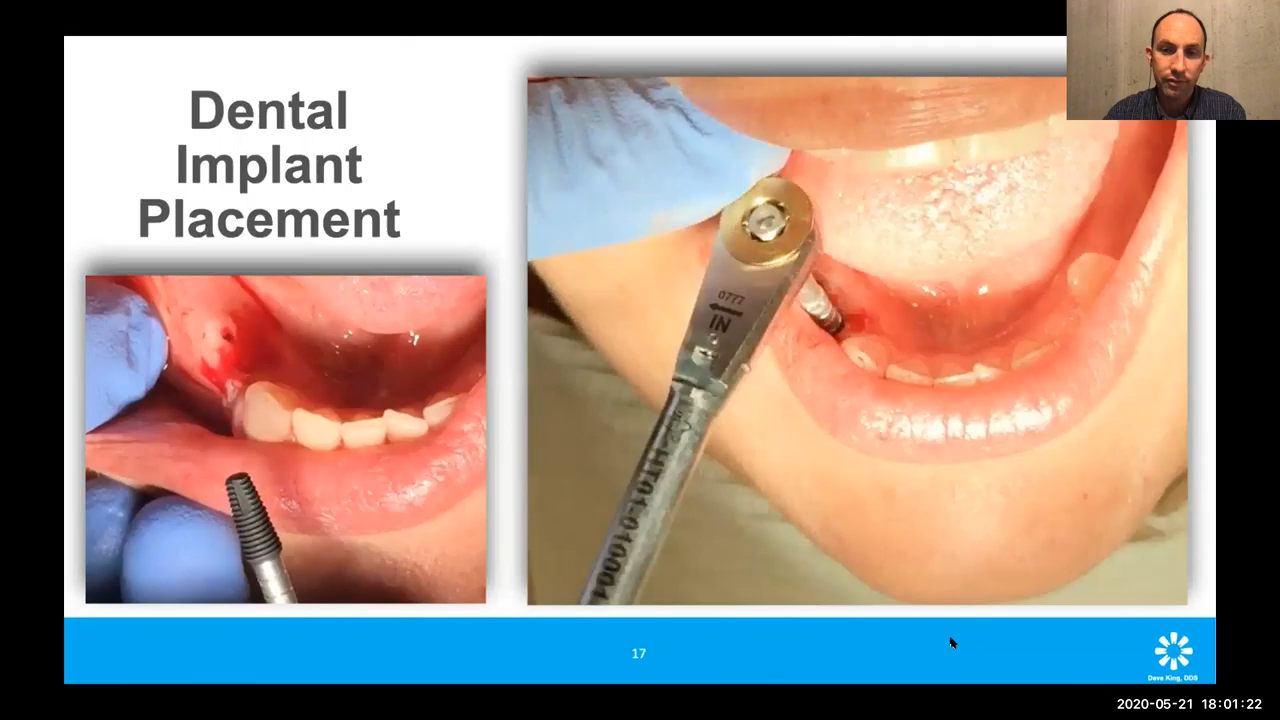 Dental
Implant
Placement
0777
IN
17
Dave King, DDS
2020-05-21 18:01:22